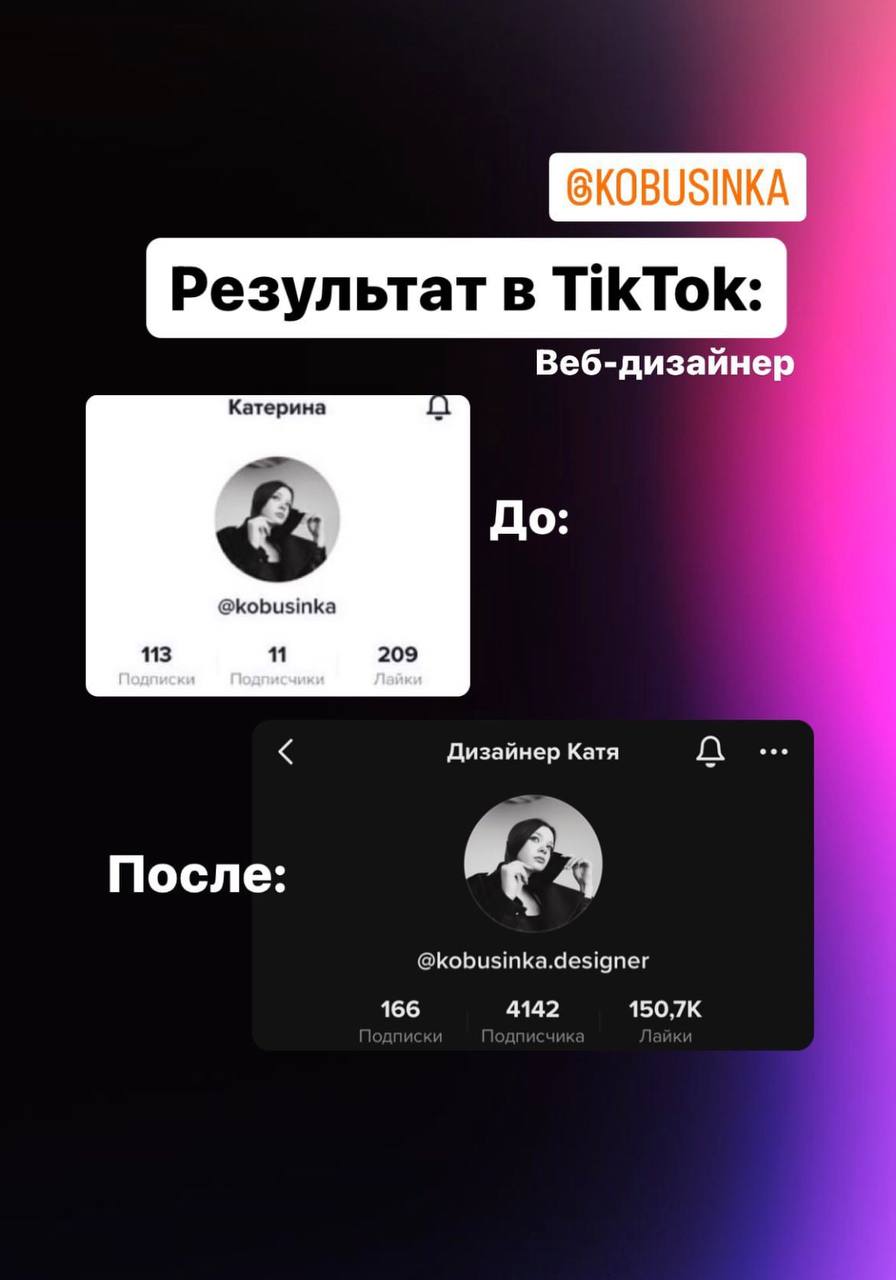 @KOBUSINKA
Результат в TikTok:
Веб-дизайнер
Катерина
@kobusinka
113 11 209
Подписки Подписчики Лайки
До:
Дизайнер Катя
После:
@kobusinka.designer
166 4142 150,7K
Подписки Подписчика Лайки